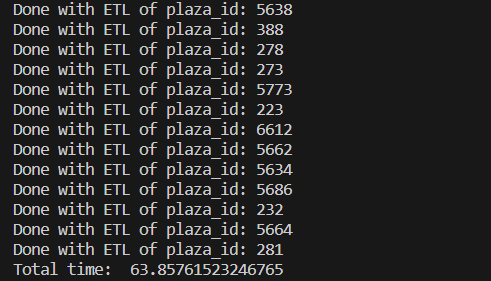 Done with ETL of plaza_id: 5638
Done with ETL of plaza_id: 388
Done with ETL of plaza_id: 278
Done with ETL of plaza_id: 273
Done with ETL of plaza_id: 5773
Done with ETL of plaza_id: 223
Done with ETL of plaza_id: 6612
Done with ETL of plaza_id: 5662
Done with ETL of plaza_id: 5634
Done with ETL of plaza_id: 5686
Done with ETL of plaza_id: 232
Done with ETL of plaza_id: 5664
Done with ETL of plaza_id: 281
Total time:  63.85761523246765